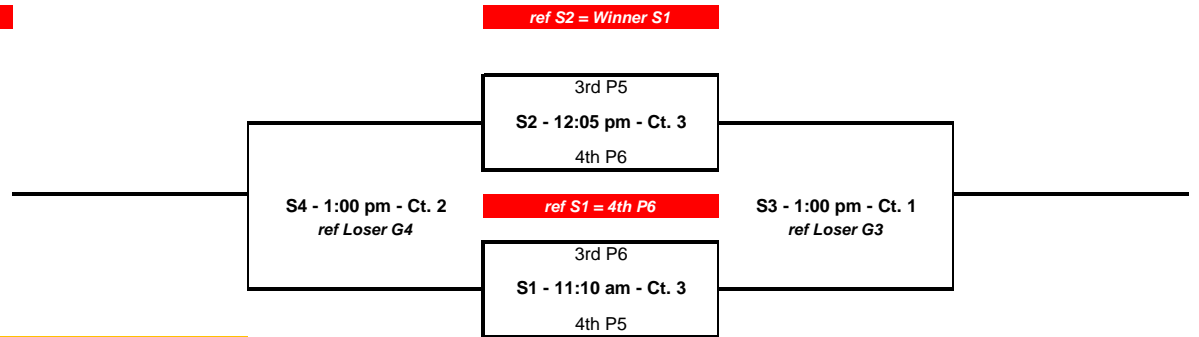 ref S2 = Winner S1
3rd P5
S2 - 12:05 pm - Ct. 3
4th P6
S4 - 1:00 pm - Ct. 2
ref Loser G4
ref S1 = 4th P6
S3 - 1:00 pm - Ct. 1
ref Loser G3
3rd P6
S1 - 11:10 am - Ct. 3
4th P5